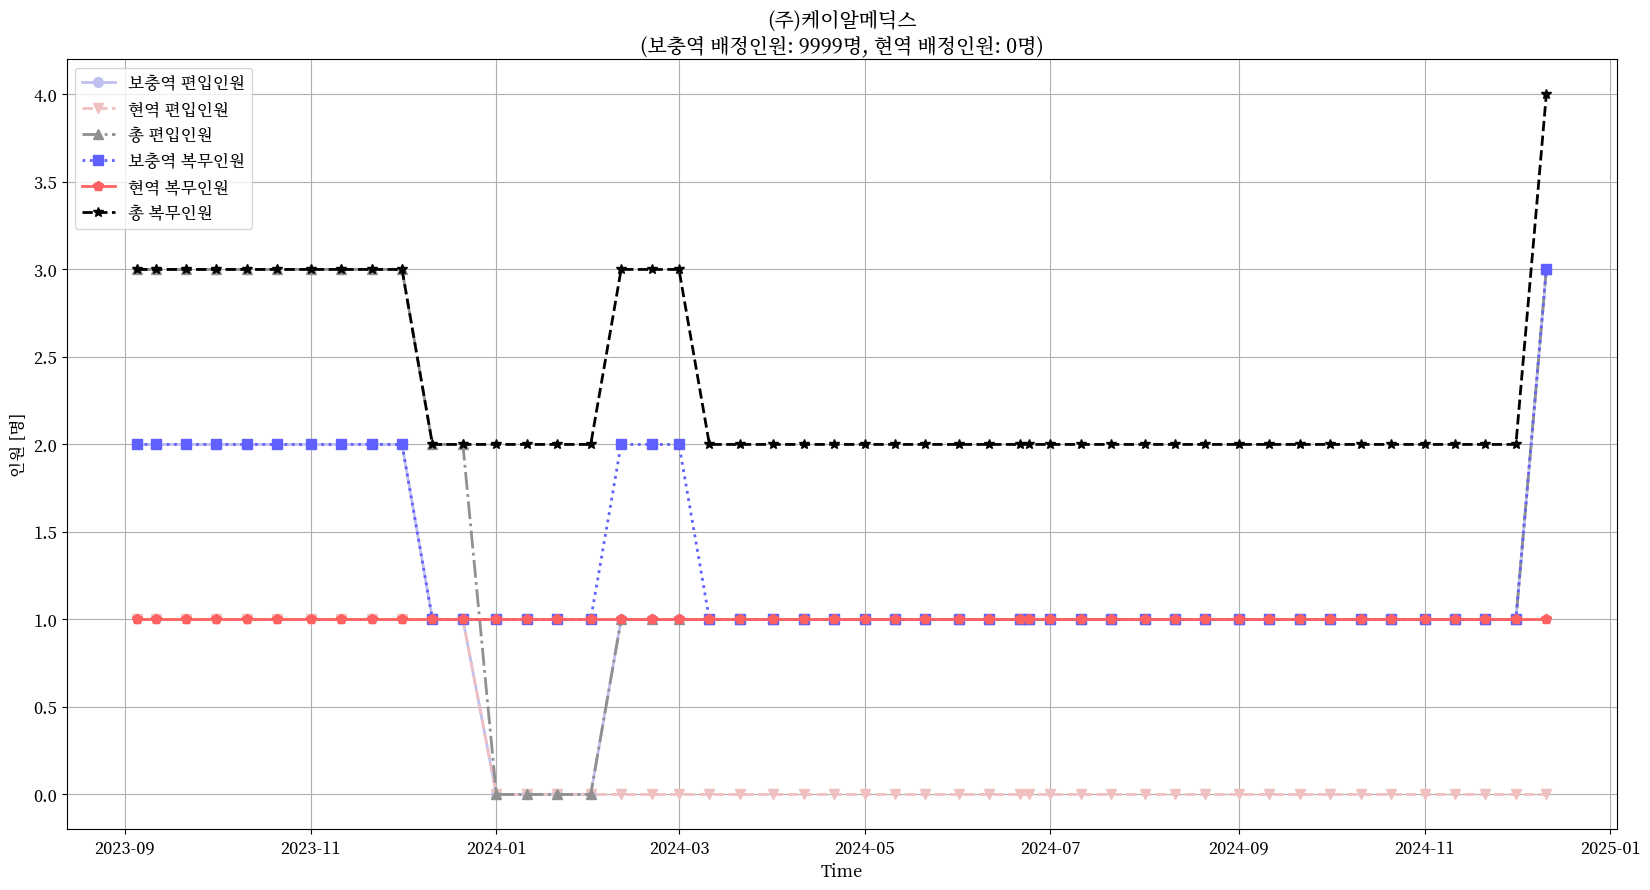 (주)케이알메딕스
(보충역 배정인원: 9999명, 현역 배정인원: 0명)
보충역 편입인원
현역 편입인원
총 편입인원
보충역 복무인원
현역 복무인원
총 복무인원
4.0
3.5
3.0
2.5
2.0
1.5
1.0
0.5
0.0
인원 [명]
2023-09 2023-11 2024-01 2024-03 2024-05 2024-07 2024-09 2024-11 2025-01
Time